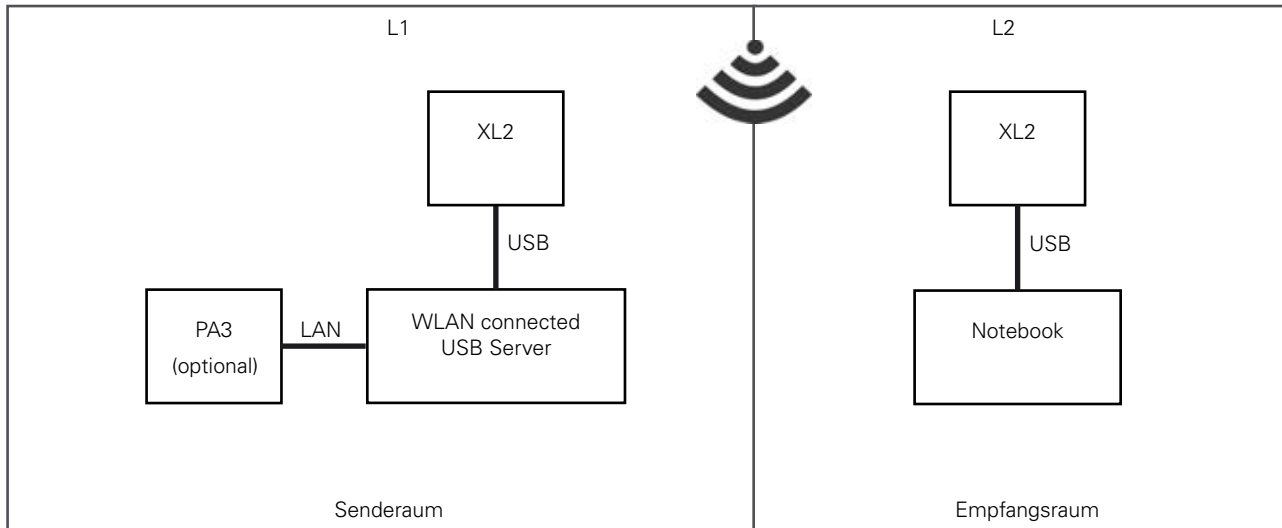 L1
XL2
USB
PA3
(optional)
LAN
WLAN connected
USB Server
Senderaum
L2
XL2
USB
Notebook
Empfangsraum